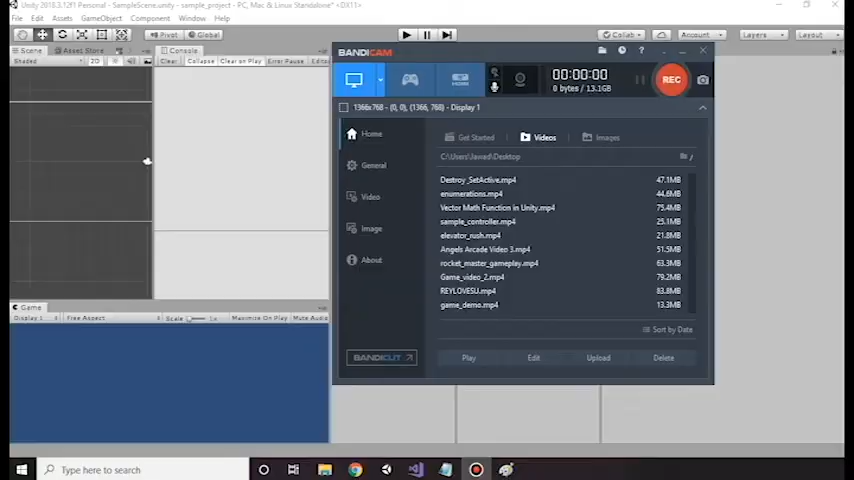 Unity 2018.3.12f1 Personal - SampleScene.unity - sample_project - PC, Mac & Linux Standalone* <DX11>
File Edit Assets GameObject Component Window Help
Pivot Global Collab Account Layers Layout
Scene Asset Store Console
Shaded 2D Clear Collapse Clear on Play Error Pause
BANDICAM
HDMI
00:00:00
0 bytes / 13.1GB
REC
1366x768 - (0, 0), (1366, 768) - Display 1
Home
General
Video
Image
About
BANDICUT
Get Started Videos Images
C:\Users\Jawad\Desktop
Destroy_SetActive.mp4 47.1MB
enumerations.mp4 44.6MB
Vector Math Function in Unity.mp4 75.4MB
sample_controller.mp4 25.1MB
elevator_rush.mp4 21.8MB
Angels Arcade Video 3.mp4 51.5MB
rocket_master_gameplay.mp4 63.3MB
Game_video_2.mp4 79.2MB
REYLOVESU.mp4 83.8MB
game_demo.mp4 13.3MB
Sort by Date
Play Edit Upload Delete
Game
Display 1 Free Aspect Scale 1x Maximize On Play Mute Audio
Type here to search